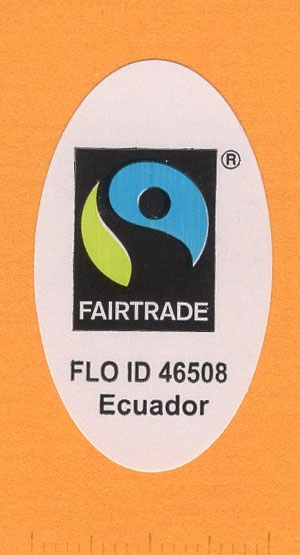 ®
FAIRTRADE
FLO ID 46508
Ecuador